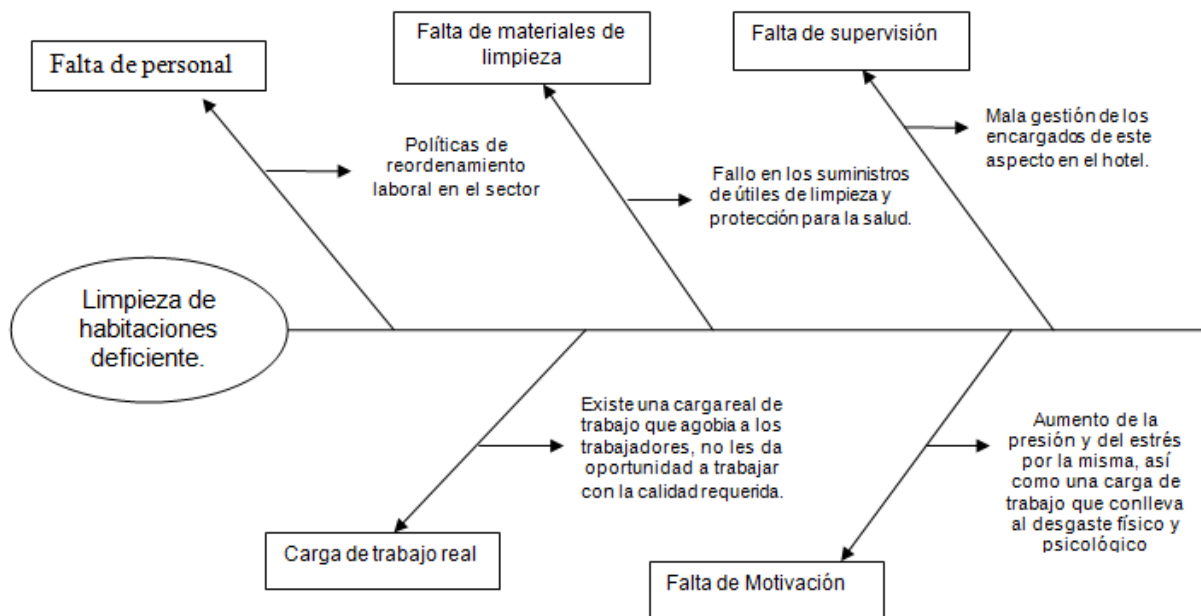 Falta de personal
Falta de materiales de
limpieza
Falta de supervisión
Políticas de
reordenamiento
laboral en el sector
Fallo en los suministros
de útiles de limpieza y
protección para la salud.
Mala gestión de los
encargados de este
aspecto en el hotel.
Limpieza de
habitaciones
deficiente.
Existe una carga real de
trabajo que agobia a los
trabajadores, no les da
oportunidad a trabajar
con la calidad requerida.
Aumento de la
presión y del estrés
por la misma, así
como una carga de
trabajo que conlleva
al desgaste físico y
psicológico
Carga de trabajo real
Falta de Motivación